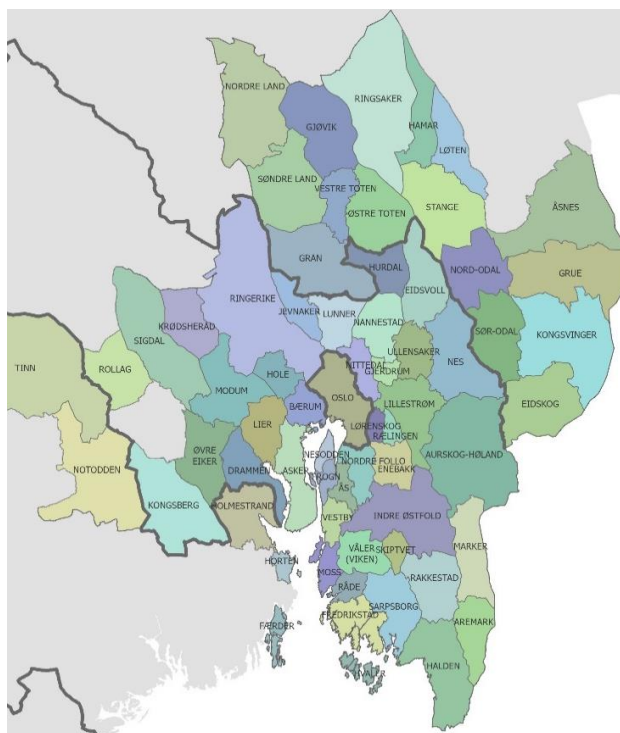 NORDRE LAND
RINGSAKER
GJØVIK
HAMAR
LØTEN
SØNDRE LAND
VESTRE TOTEN
ØSTRE TOTEN
STANGE
ÅSNES
GRAN
HURDAL
NORD-ODAL
GRUE
EIDSVOLL
RINGERIKE
JEVNAKER
LUNNER
NANNESTAD
KRØDSHERAD
SIGDAL
SØR-ODAL
KONGSVINGER
ULLENSAKER
NES
TINN
ROLLAG
NITTEDAL
GJERDRUM
HOLE
MODUM
OSLO
LILLESTRØM
EIDSKOG
BÆRUM
LIER
LØRENSKOG
RÆLINGEN
AURSKOG-HØLAND
NOTODDEN
ØVRE
EIKER
DRAMMEN
ASKER
NESODDEN
NORDRE FOLLO
ENEBAKK
FROGN
ÅS
KONGSBERG
HOLMESTRAND
VESTBY
INDRE ØSTFOLD
MARKER
HORTEN
MOSS
VÅLER
(VIKEN)
SKIPTVET
RAKKESTAD
RÅDE
SARPSBORG
FREDRIKSTAD
AREMARK
FÆRDER
HVALER
HALDEN